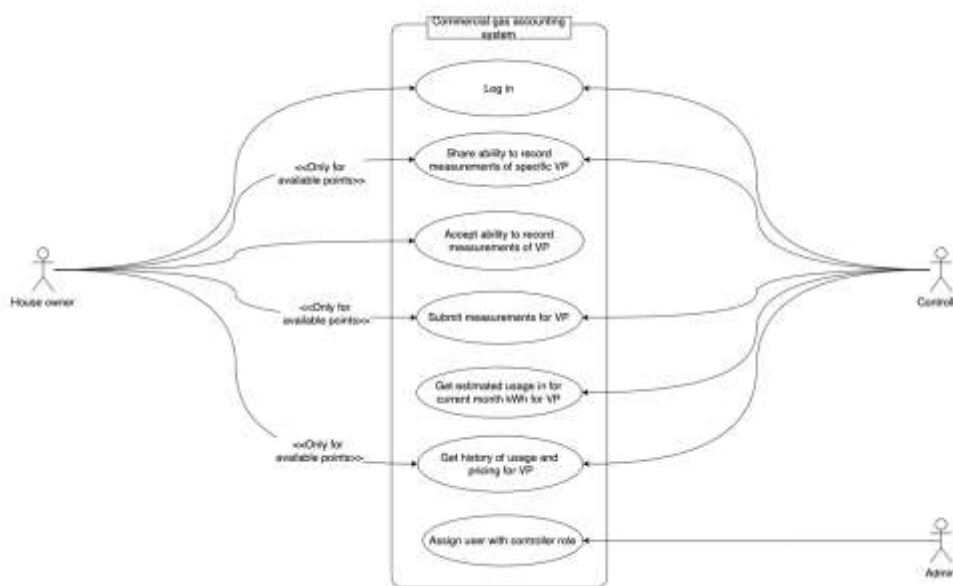 Commercial gas accounting
system
Log in
<<Only for
available points>>
Share ability to record
measurements of specific VP
Accept ability to record
measurements of VP
House owner
<<Only for
available points>>
Submit measurements for VP
Controll
Get estimated usage in for
current month kWh for VP
<<Only for
available points>>
Get history of usage and
pricing for VP
Assign user with controller role
Admin